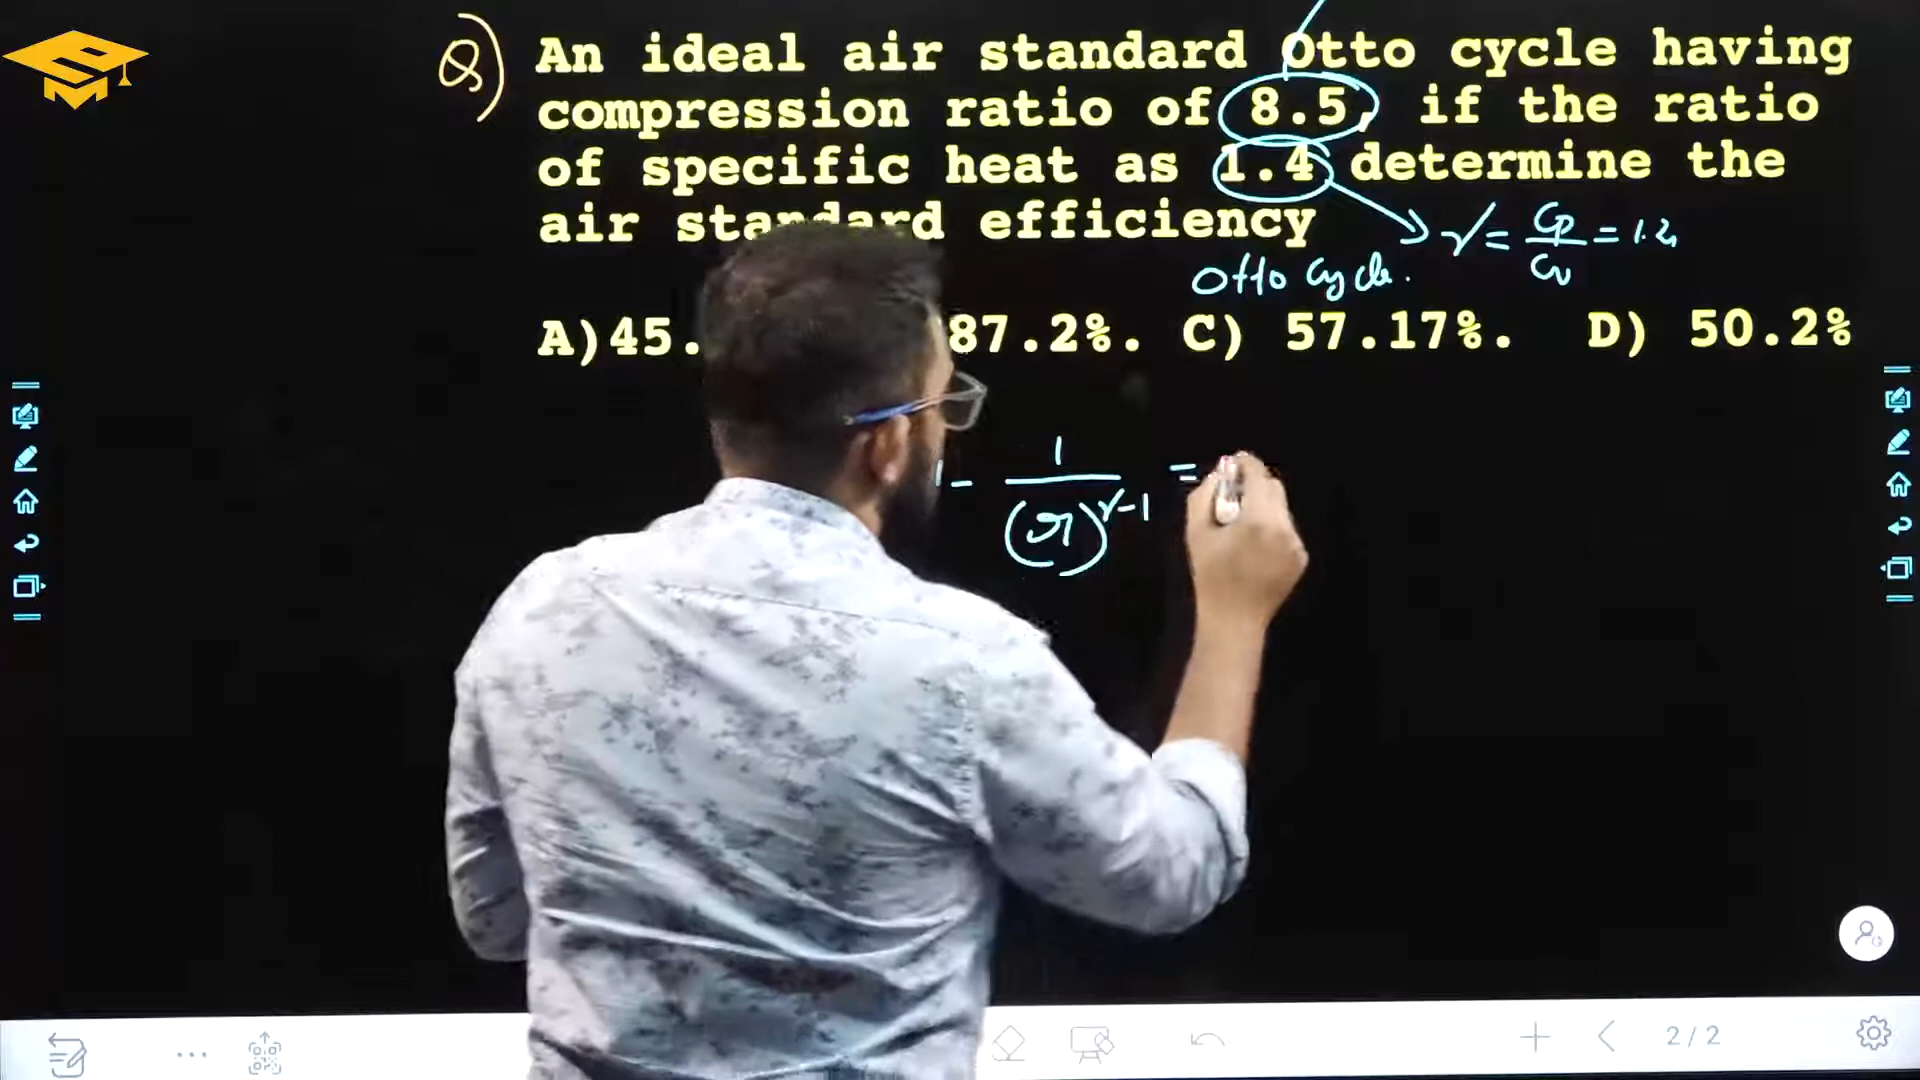 Q) An ideal air standard Otto cycle having
compression ratio of 8.5, if the ratio
of specific heat as 1.4 determine the
air standard efficiency
γ = Cp/Cv = 1.4
Otto cycle.
A)45. 87.2%. C) 57.17%. D) 50.2%
1 - 1/(r)^γ-1 =
2/2